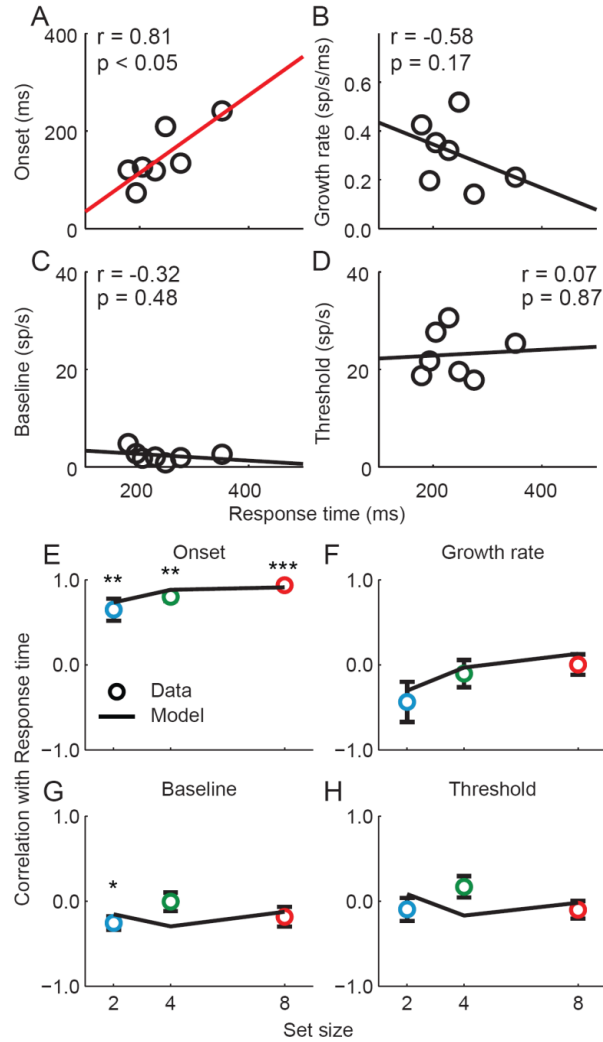 A
B
400
r = 0.81
p < 0.05
Onset (ms)
200
0
0.8
r = -0.58
p = 0.17
Growth rate (sp/s/ms)
0.6
0.4
0.2
0
C
D
40
r = -0.32
p = 0.48
Baseline (sp/s)
20
0
200
400
40
r = 0.07
p = 0.87
Threshold (sp/s)
20
0
200
400
Response time (ms)
E
Onset
F
Growth rate
** ** ***
1.0
0.0
−1.0
Data
Model
1.0
0.0
−1.0
Correlation with Response time
G
Baseline
H
Threshold
1.0
*
0.0
−1.0
2 4 8
1.0
0.0
−1.0
2 4 8
Set size